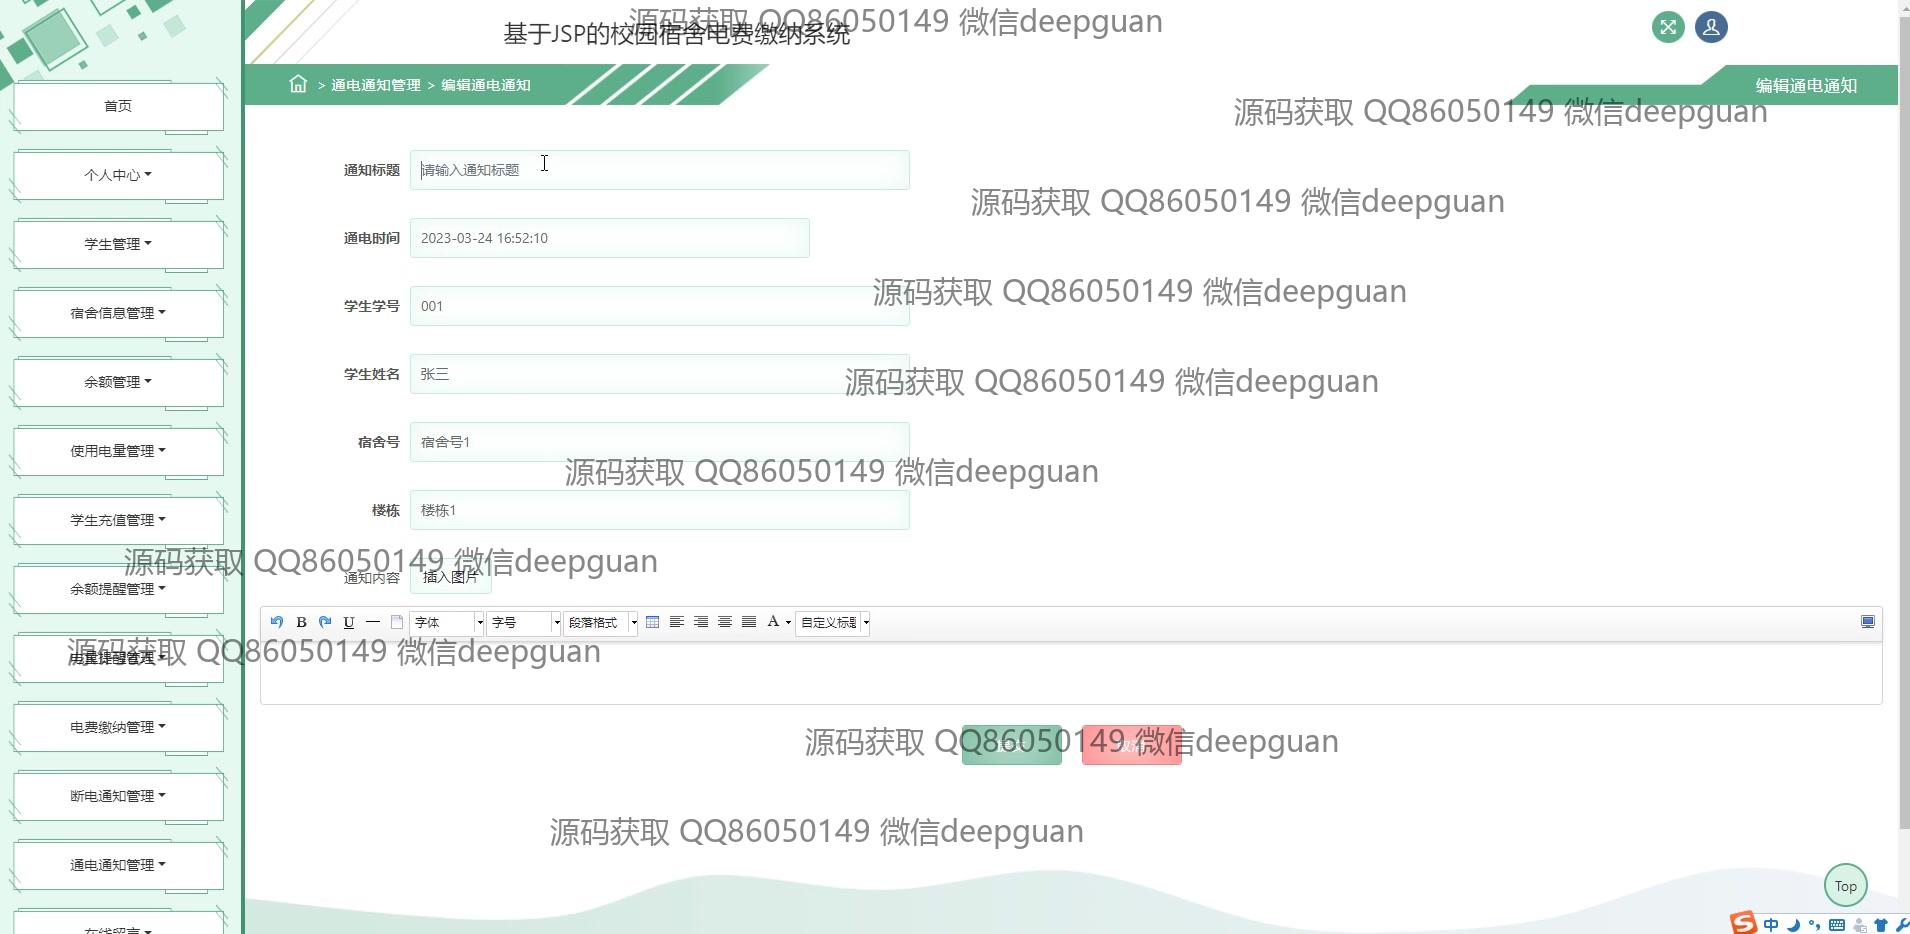 基于JSP的校园宿舍电费缴纳系统
源码获取 QQ86050149 微信deepguan
> 通电通知管理 > 编辑通电通知
编辑通电通知
源码获取 QQ86050149 微信deepguan
首页
个人中心
学生管理
宿舍信息管理
余额管理
使用电量管理
学生充值管理
余额提醒管理
电量提醒管理
电费缴纳管理
断电通知管理
通电通知管理
在线留言
通知标题 请输入通知标题
源码获取 QQ86050149 微信deepguan
通电时间 2023-03-24 16:52:10
源码获取 QQ86050149 微信deepguan
学生学号 001
学生姓名 张三
源码获取 QQ86050149 微信deepguan
宿舍号 宿舍号1
源码获取 QQ86050149 微信deepguan
楼栋 楼栋1
源码获取 QQ86050149 微信deepguan
通知内容 插入图片
B U 字体 字号 段落格式 A 自定义标题
源码获取 QQ86050149 微信deepguan
源码获取 QQ86050149 微信deepguan
取消
源码获取 QQ86050149 微信deepguan
Top
S 中